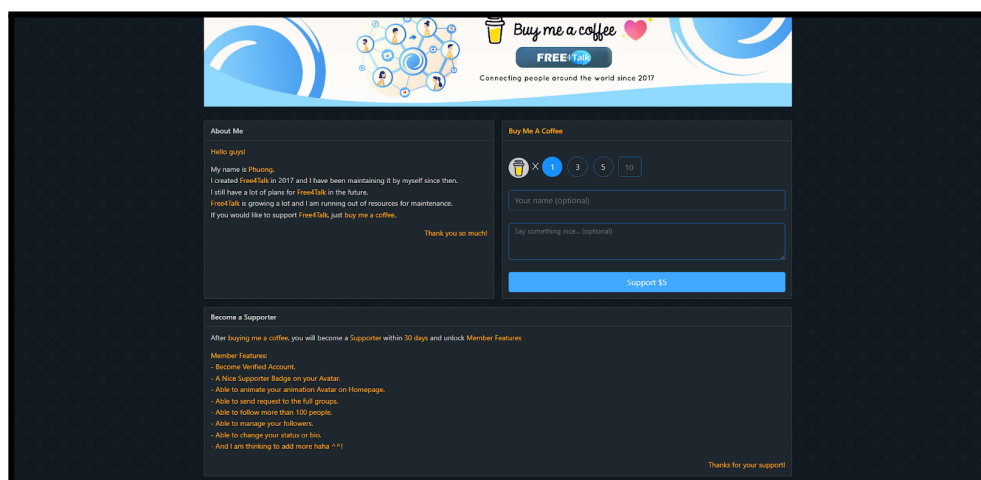 Buy me a coffee
FREE4Talk
Connecting people around the world since 2017
About Me
Hello guys!
My name is Phuong.
I created Free4Talk in 2017 and I have been maintaining it by myself since then.
I still have a lot of plans for Free4Talk in the future.
Free4Talk is growing a lot and I am running out of resources for maintenance.
If you would like to support Free4Talk, just buy me a coffee.
Thank you so much!
Buy Me A Coffee
X 1 3 5 10
Your name (optional)
Say something nice... (optional)
Support $5
Become a Supporter
After buying me a coffee, you will become a Supporter within 30 days and unlock Member Features
Member Features:
- Become Verified Account.
- A Nice Supporter Badge on your Avatar.
- Able to animate your animation Avatar on Homepage.
- Able to send request to the full groups.
- Able to follow more than 100 people.
- Able to manage your followers.
- Able to change your status or bio.
- And I am thinking to add more haha ^^!
Thanks for your support!